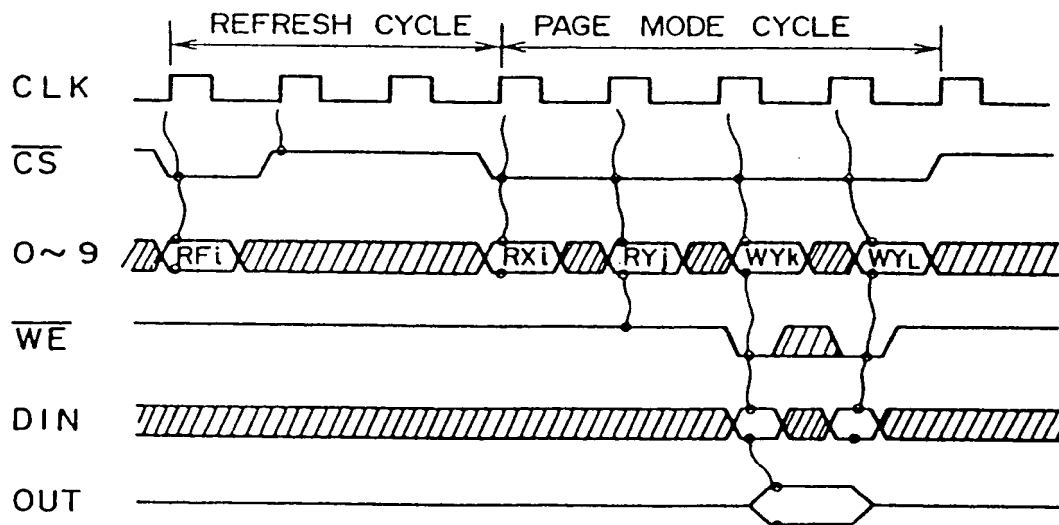 REFRESH CYCLE PAGE MODE CYCLE
CLK
CS
0~9 RFi RXi RYj WYk WYL
WE
DIN
OUT